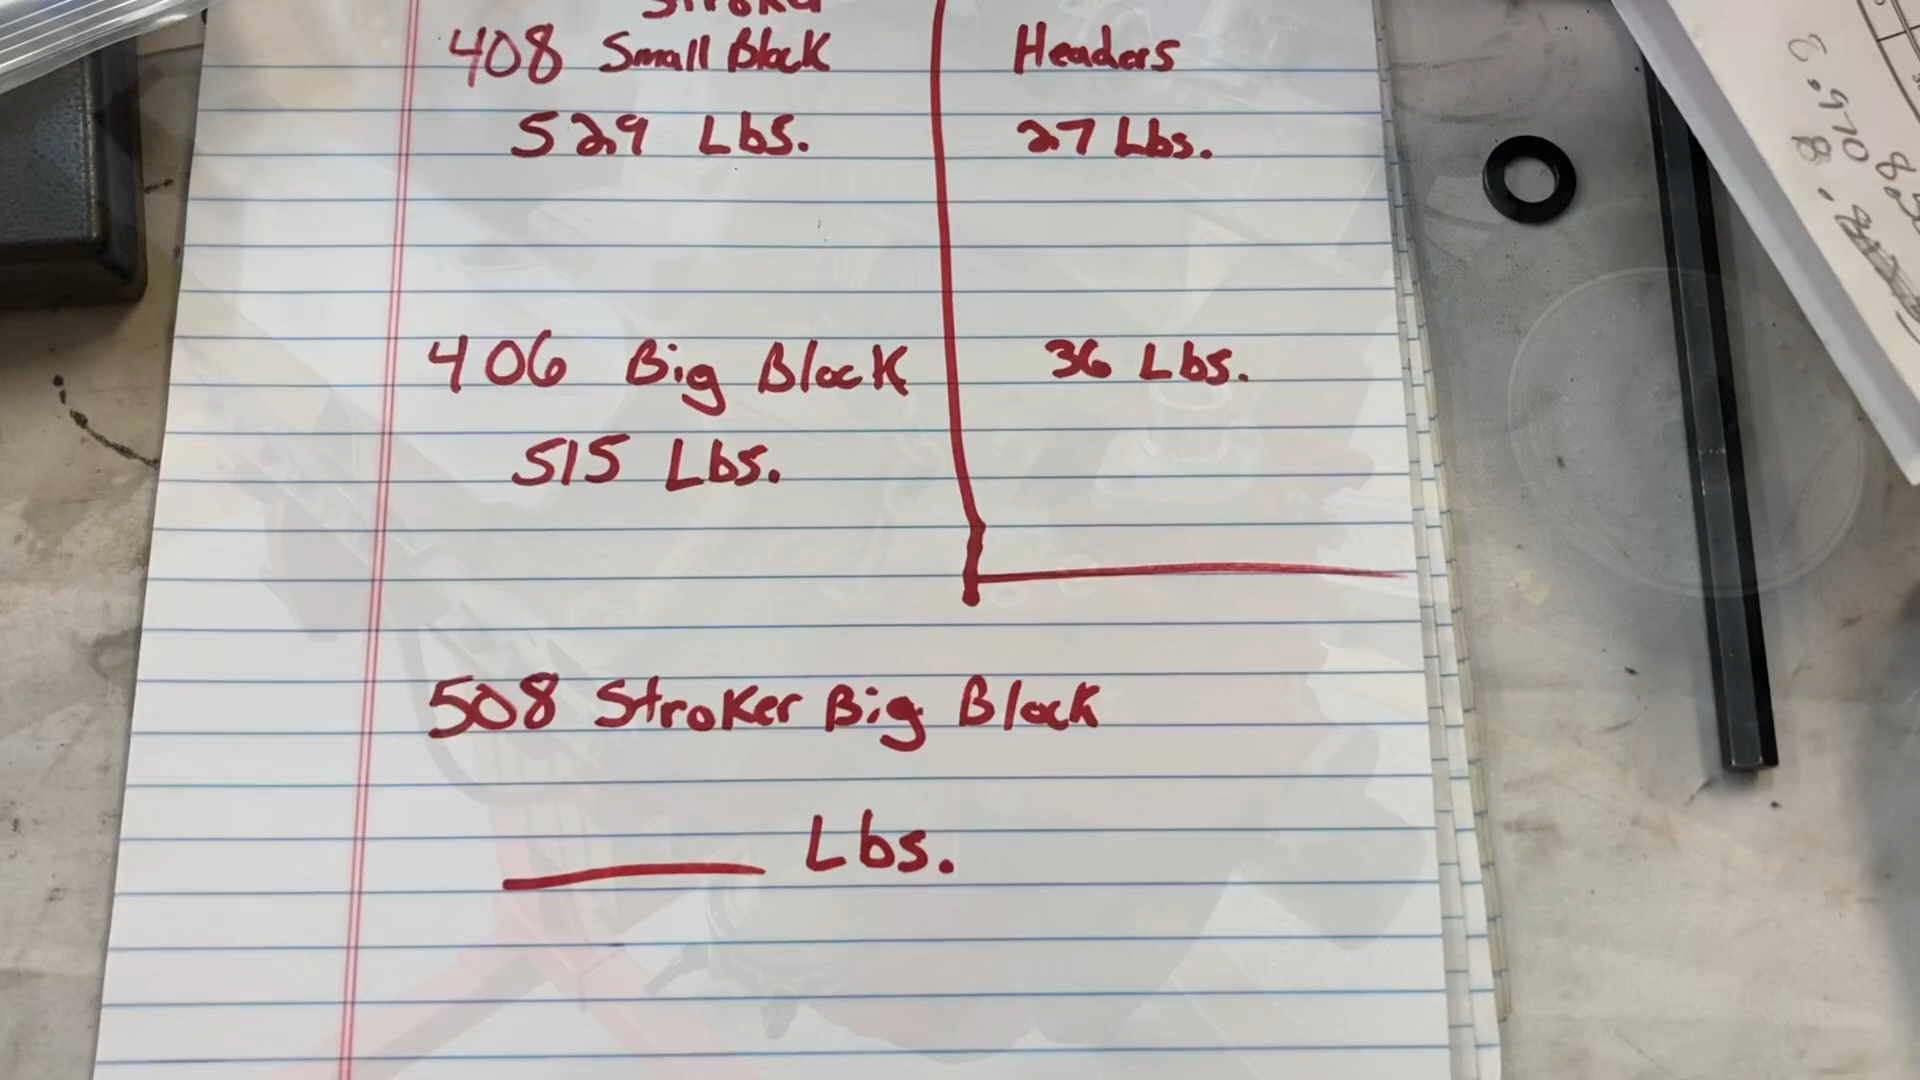 Stroker
408 Small Block
529 Lbs.
Headers
27 Lbs.
406 Big Block
515 Lbs.
36 Lbs.
508 Stroker Big Block
Lbs.